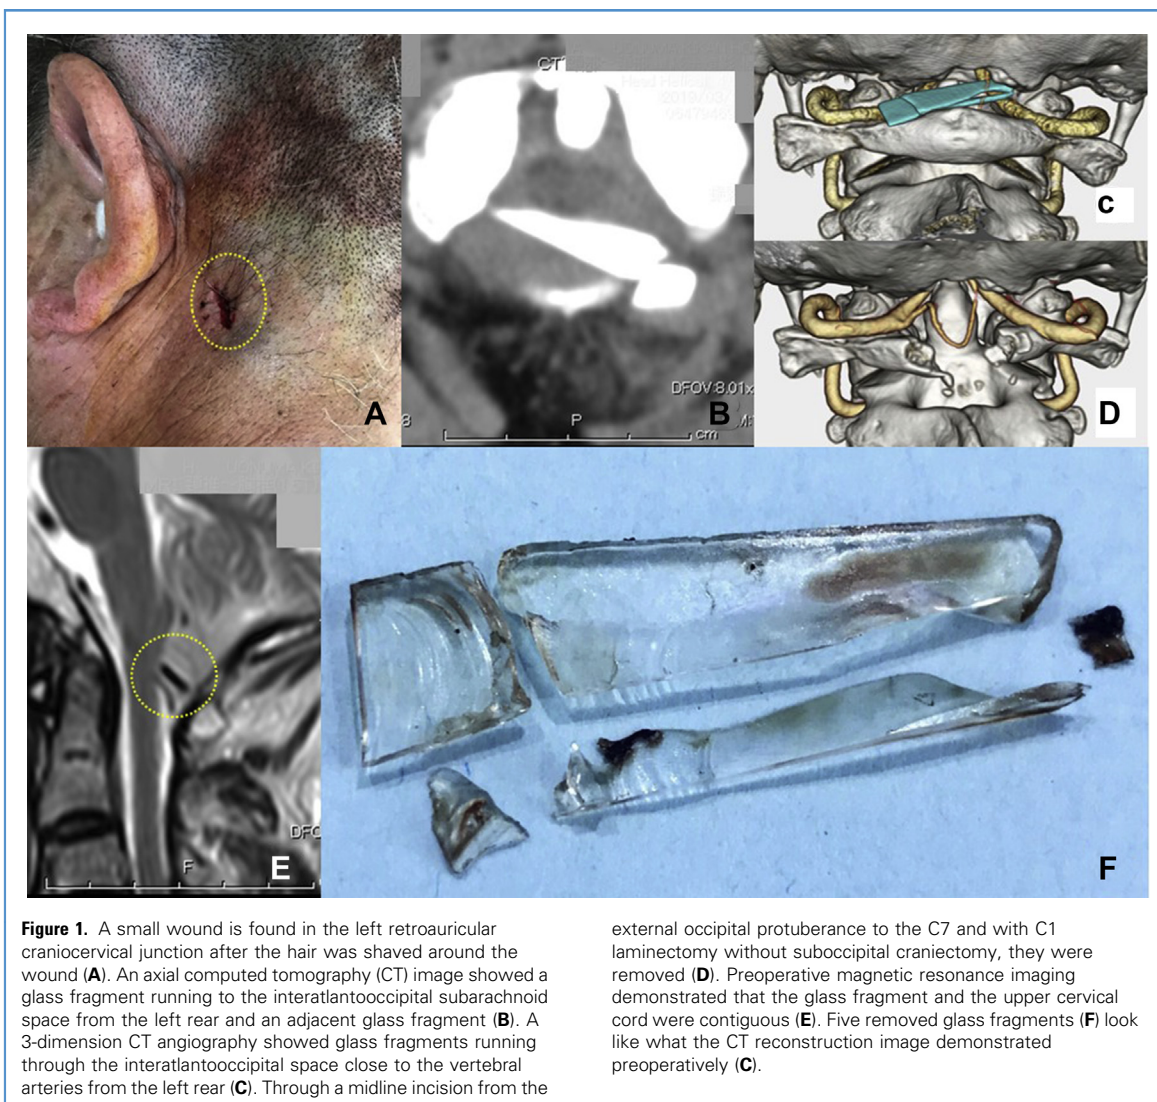 A
CT
DFOV:8.01x
8
P
B
cm
C
D
DFC
F
E
F
Figure 1. A small wound is found in the left retroauricular
craniocervical junction after the hair was shaved around the
wound (A). An axial computed tomography (CT) image showed a
glass fragment running to the interatlantooccipital subarachnoid
space from the left rear and an adjacent glass fragment (B). A
3-dimension CT angiography showed glass fragments running
through the interatlantooccipital space close to the vertebral
arteries from the left rear (C). Through a midline incision from the
external occipital protuberance to the C7 and with C1
laminectomy without suboccipital craniectomy, they were
removed (D). Preoperative magnetic resonance imaging
demonstrated that the glass fragment and the upper cervical
cord were contiguous (E). Five removed glass fragments (F) look
like what the CT reconstruction image demonstrated
preoperatively (C).